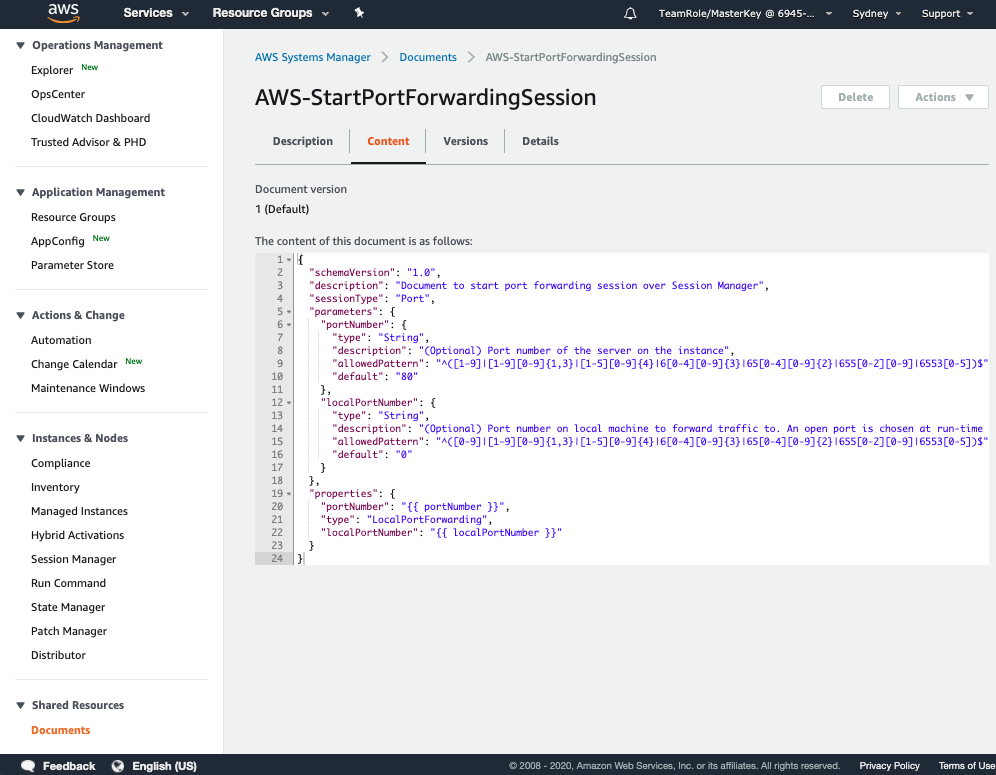 aws
Services
Resource Groups
TeamRole/MasterKey @ 6945-...
Sydney
Support
Operations Management
Explorer New
OpsCenter
CloudWatch Dashboard
Trusted Advisor & PHD
Application Management
Resource Groups
AppConfig New
Parameter Store
Actions & Change
Automation
Change Calendar New
Maintenance Windows
Instances & Nodes
Compliance
Inventory
Managed Instances
Hybrid Activations
Session Manager
Run Command
State Manager
Patch Manager
Distributor
Shared Resources
Documents
AWS Systems Manager > Documents > AWS-StartPortForwardingSession
AWS-StartPortForwardingSession
Delete
Actions
Description
Content
Versions
Details
Document version
1 (Default)
The content of this document is as follows:
1 {
2 "schemaVersion": "1.0",
3 "description": "Document to start port forwarding session over Session Manager",
4 "sessionType": "Port",
5 "parameters": {
6 "portNumber": {
7 "type": "String",
8 "description": "(Optional) Port number of the server on the instance",
9 "allowedPattern": "^([1-9]|[1-9][0-9]{1,3}|[1-5][0-9]{4}|6[0-4][0-9]{3}|65[0-4][0-9]{2}|655[0-2][0-9]|6553[0-5])$"
10 "default": "80"
11 },
12 "localPortNumber": {
13 "type": "String",
14 "description": "(Optional) Port number on local machine to forward traffic to. An open port is chosen at run-time
15 "allowedPattern": "^([0-9]|[1-9][0-9]{1,3}|[1-5][0-9]{4}|6[0-4][0-9]{3}|65[0-4][0-9]{2}|655[0-2][0-9]|6553[0-5])$"
16 "default": "0"
17 }
18 },
19 "properties": {
20 "portNumber": "{{ portNumber }}",
21 "type": "LocalPortForwarding",
22 "localPortNumber": "{{ localPortNumber }}"
23 }
24 }
Feedback
English (US)
© 2008 - 2020, Amazon Web Services, Inc. or its affiliates. All rights reserved.
Privacy Policy
Terms of Use